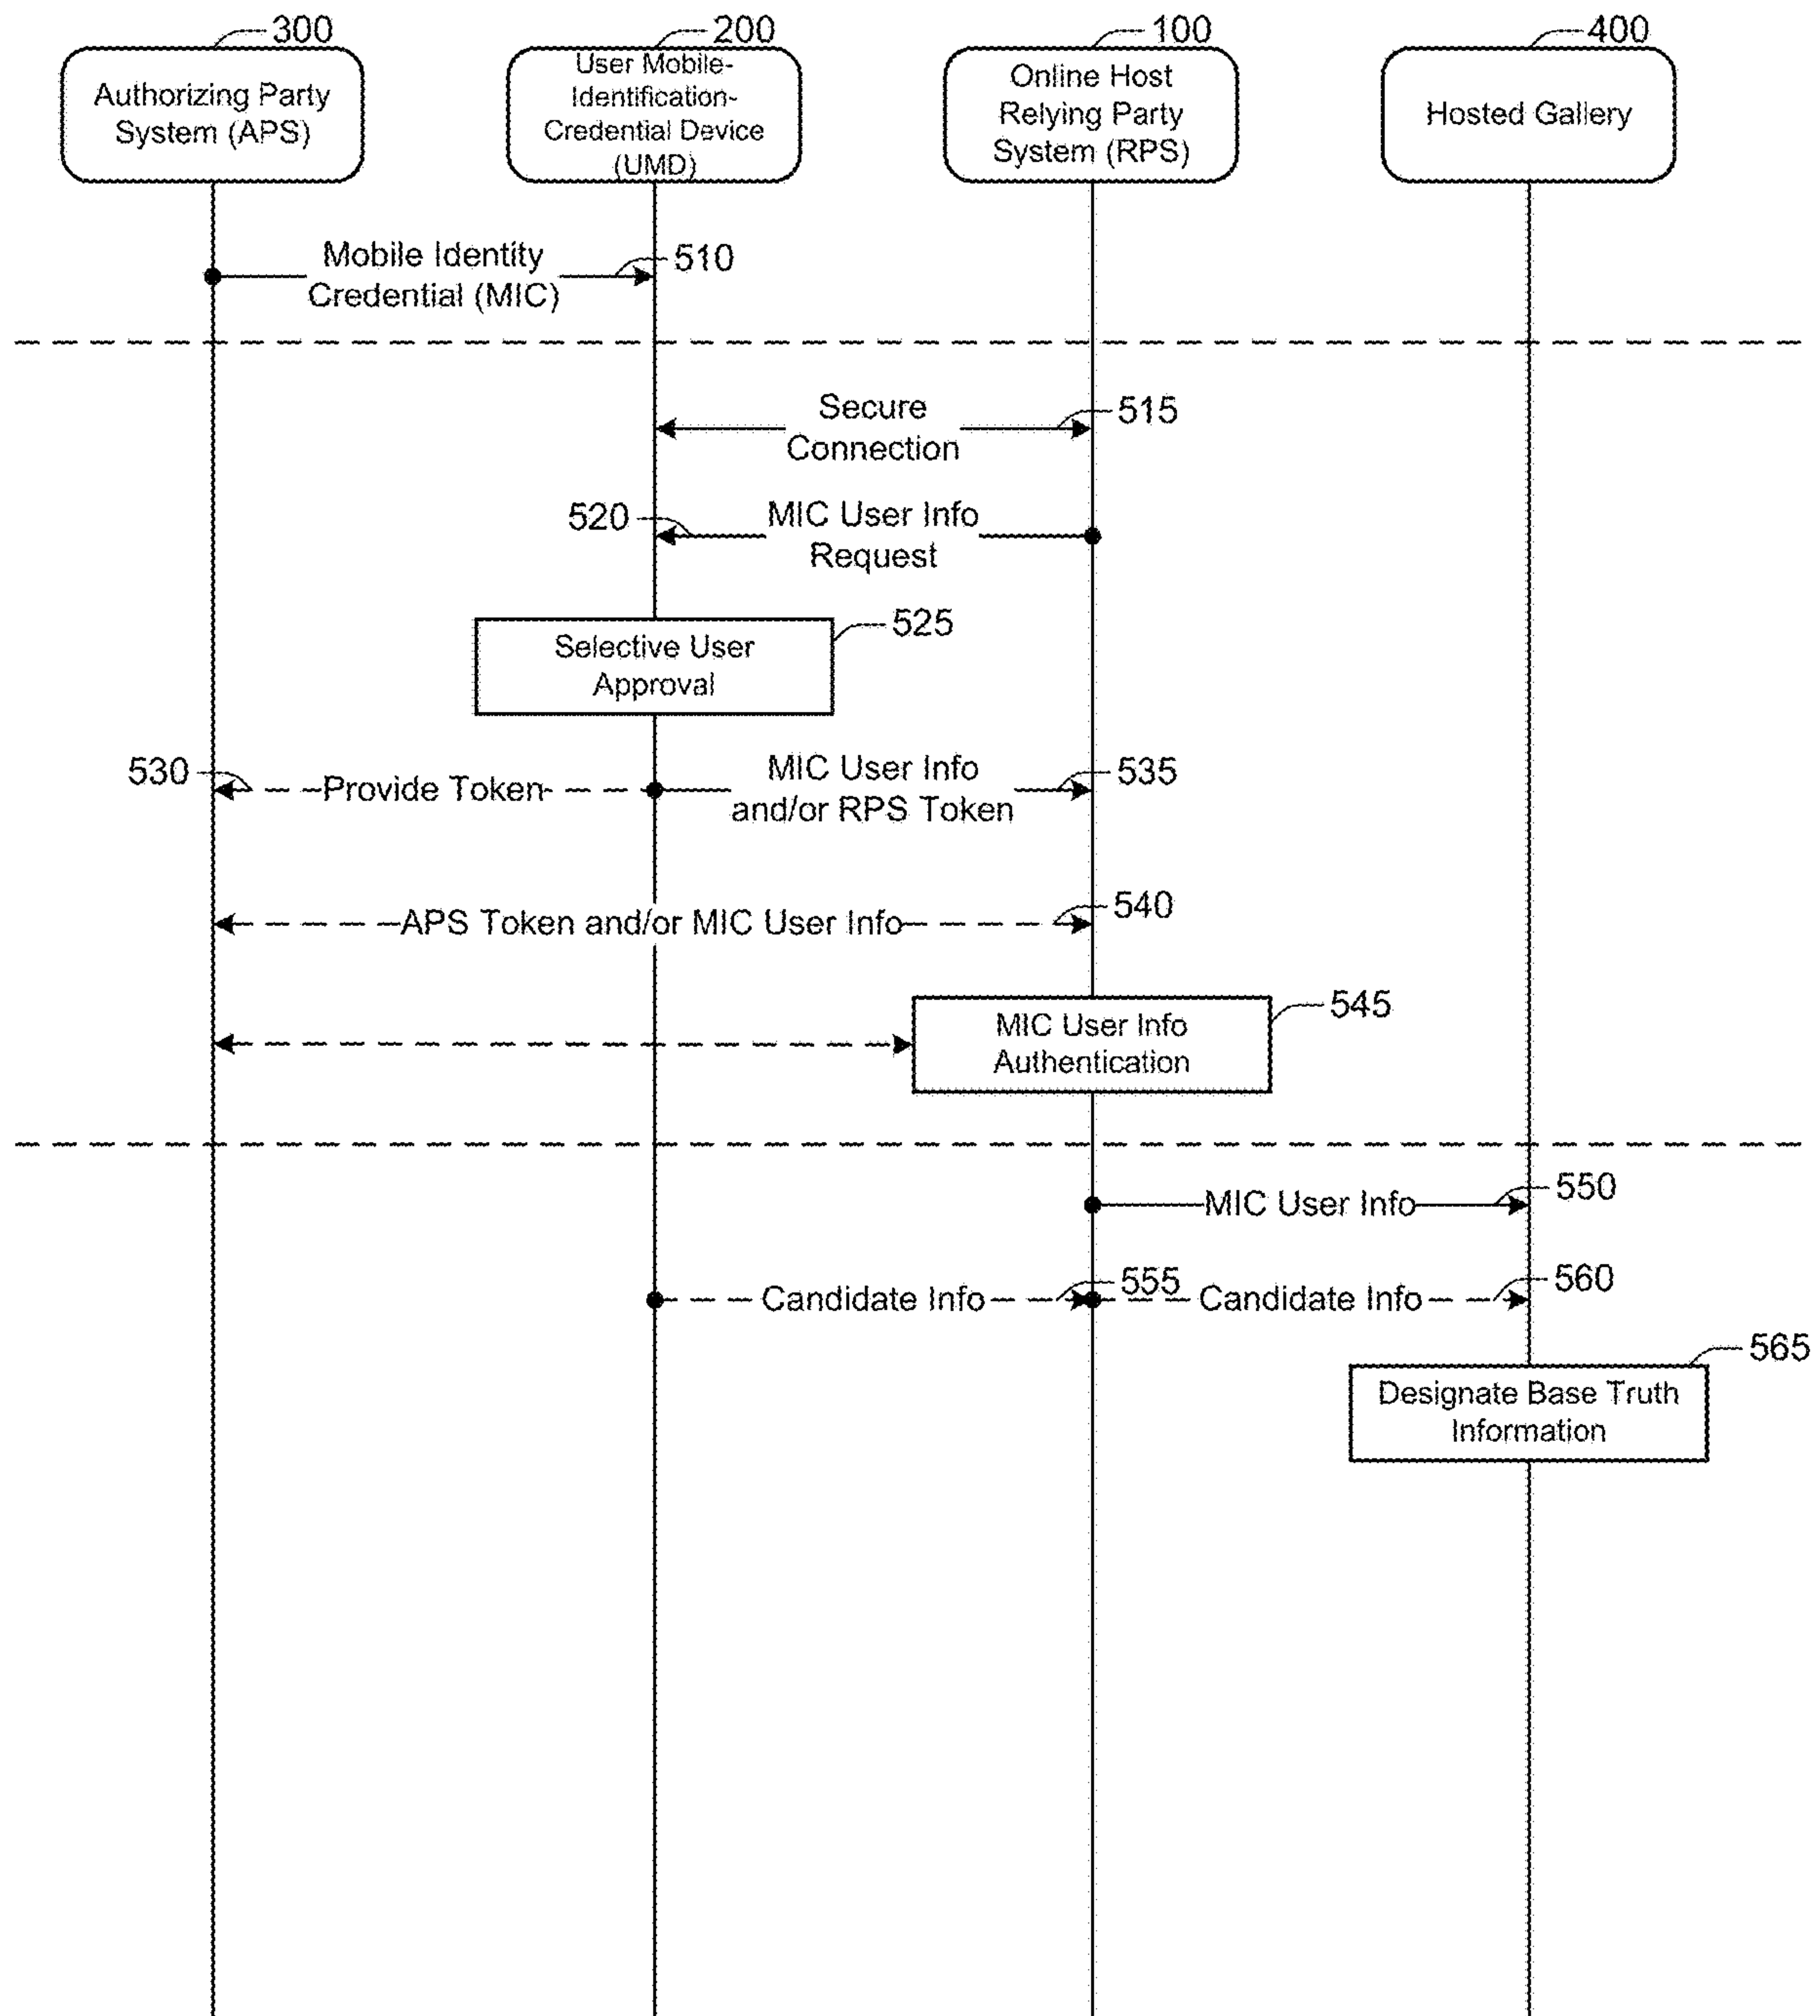 300
200
100
400
Authorizing Party
System (APS)
User Mobile-
Identification-
Credential Device
(UMD)
Online Host
Relying Party
System (RPS)
Hosted Gallery
Mobile Identity
Credential (MIC)
510
Secure
Connection
515
520
MIC User Info
Request
Selective User
Approval
525
530
Provide Token
MIC User Info
and/or RPS Token
535
APS Token and/or MIC User Info
540
MIC User Info
Authentication
545
MIC User Info
550
Candidate Info
555
Candidate Info
560
565
Designate Base Truth
Information